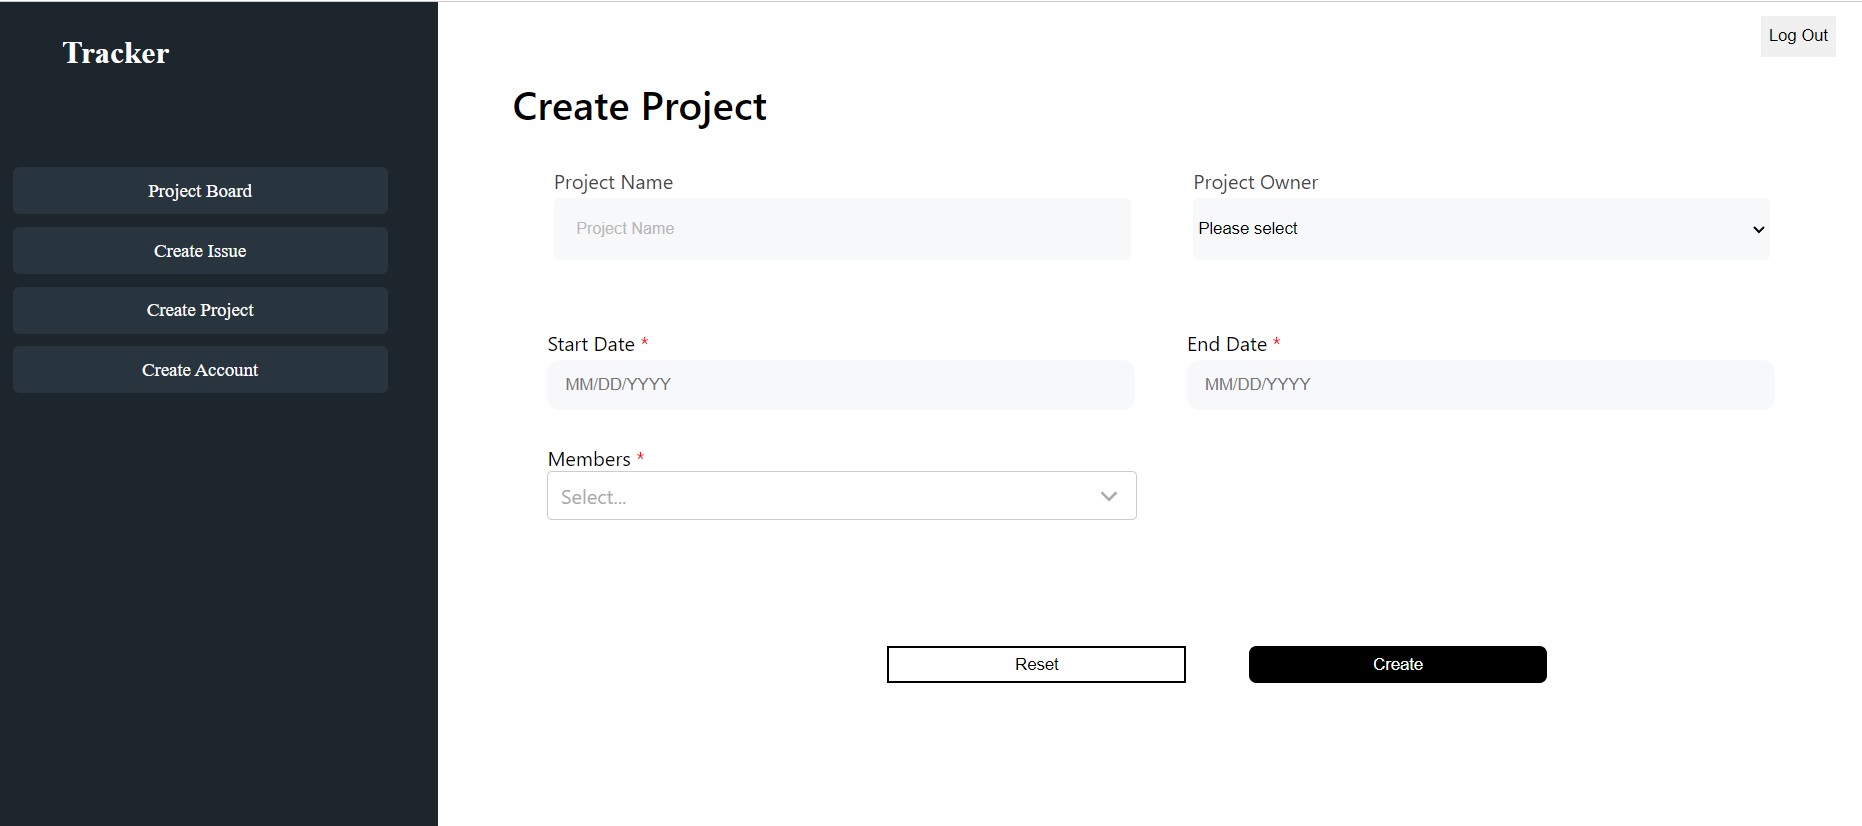 Tracker
Log Out
Create Project
Project Board
Create Issue
Create Project
Create Account
Project Name
Project Owner
Project Name
Please select
Start Date *
End Date *
MM/DD/YYYY
MM/DD/YYYY
Members *
Select...
Reset
Create